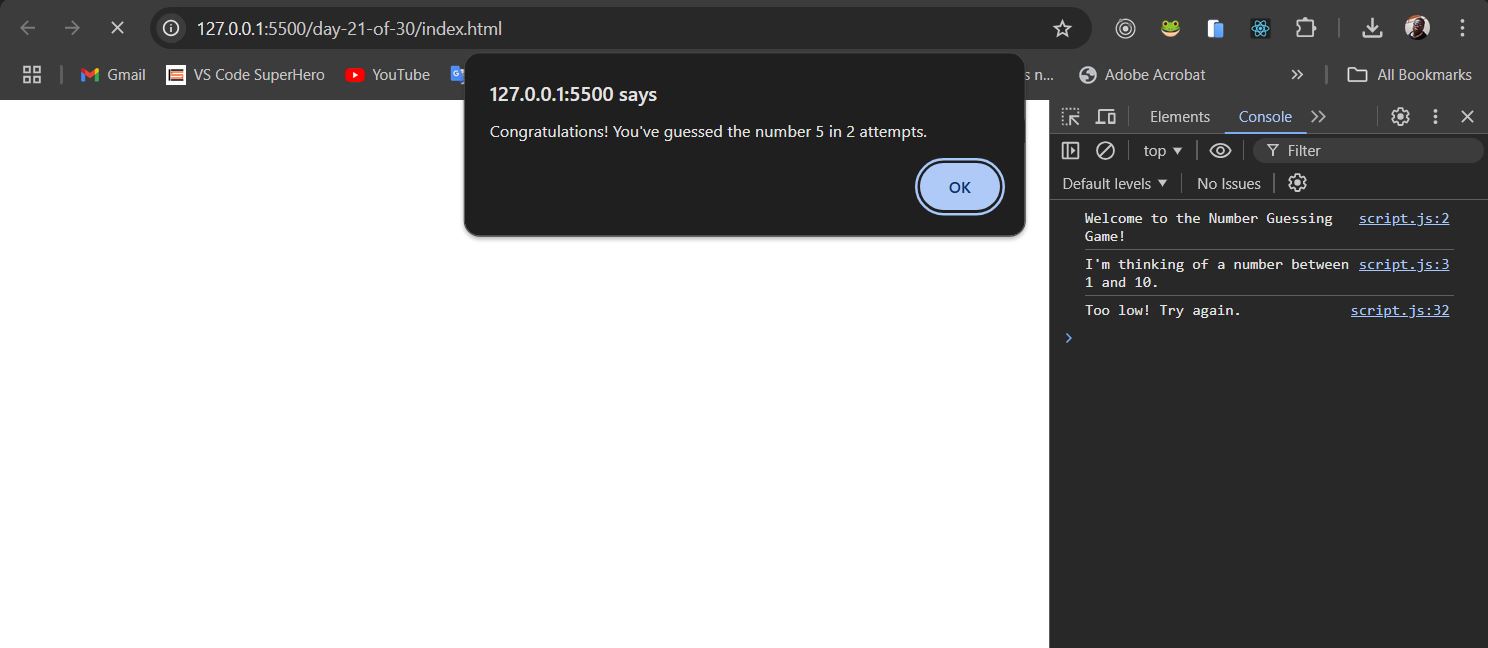 127.0.0.1:5500/day-21-of-30/index.html
Gmail
VS Code SuperHero
YouTube
s n...
Adobe Acrobat
All Bookmarks
127.0.0.1:5500 says
Congratulations! You've guessed the number 5 in 2 attempts.
OK
Elements
Console
top
Filter
Default levels
No Issues
Welcome to the Number Guessing script.js:2
Game!
I'm thinking of a number between script.js:3
1 and 10.
Too low! Try again. script.js:32